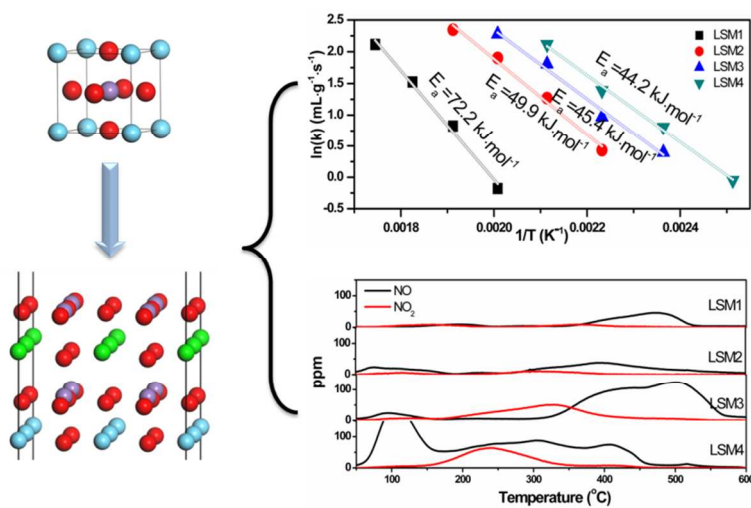 ln(k) (mL·g⁻¹·s⁻¹)
2.5
2.0
1.5
1.0
0.5
0.0
-0.5
Eₐ=72.2 kJ.mol⁻¹
Eₐ=49.9 kJ.mol⁻¹
Eₐ=45.4 kJ.mol⁻¹
Eₐ=44.2 kJ.mol⁻¹
LSM1
LSM2
LSM3
LSM4
0.0018 0.0020 0.0022 0.0024
1/T (K⁻¹)
NO
NO₂
LSM1
LSM2
LSM3
LSM4
ppm
100
0
100
0
100
0
100
0
100 200 300 400 500 600
Temperature (°C)